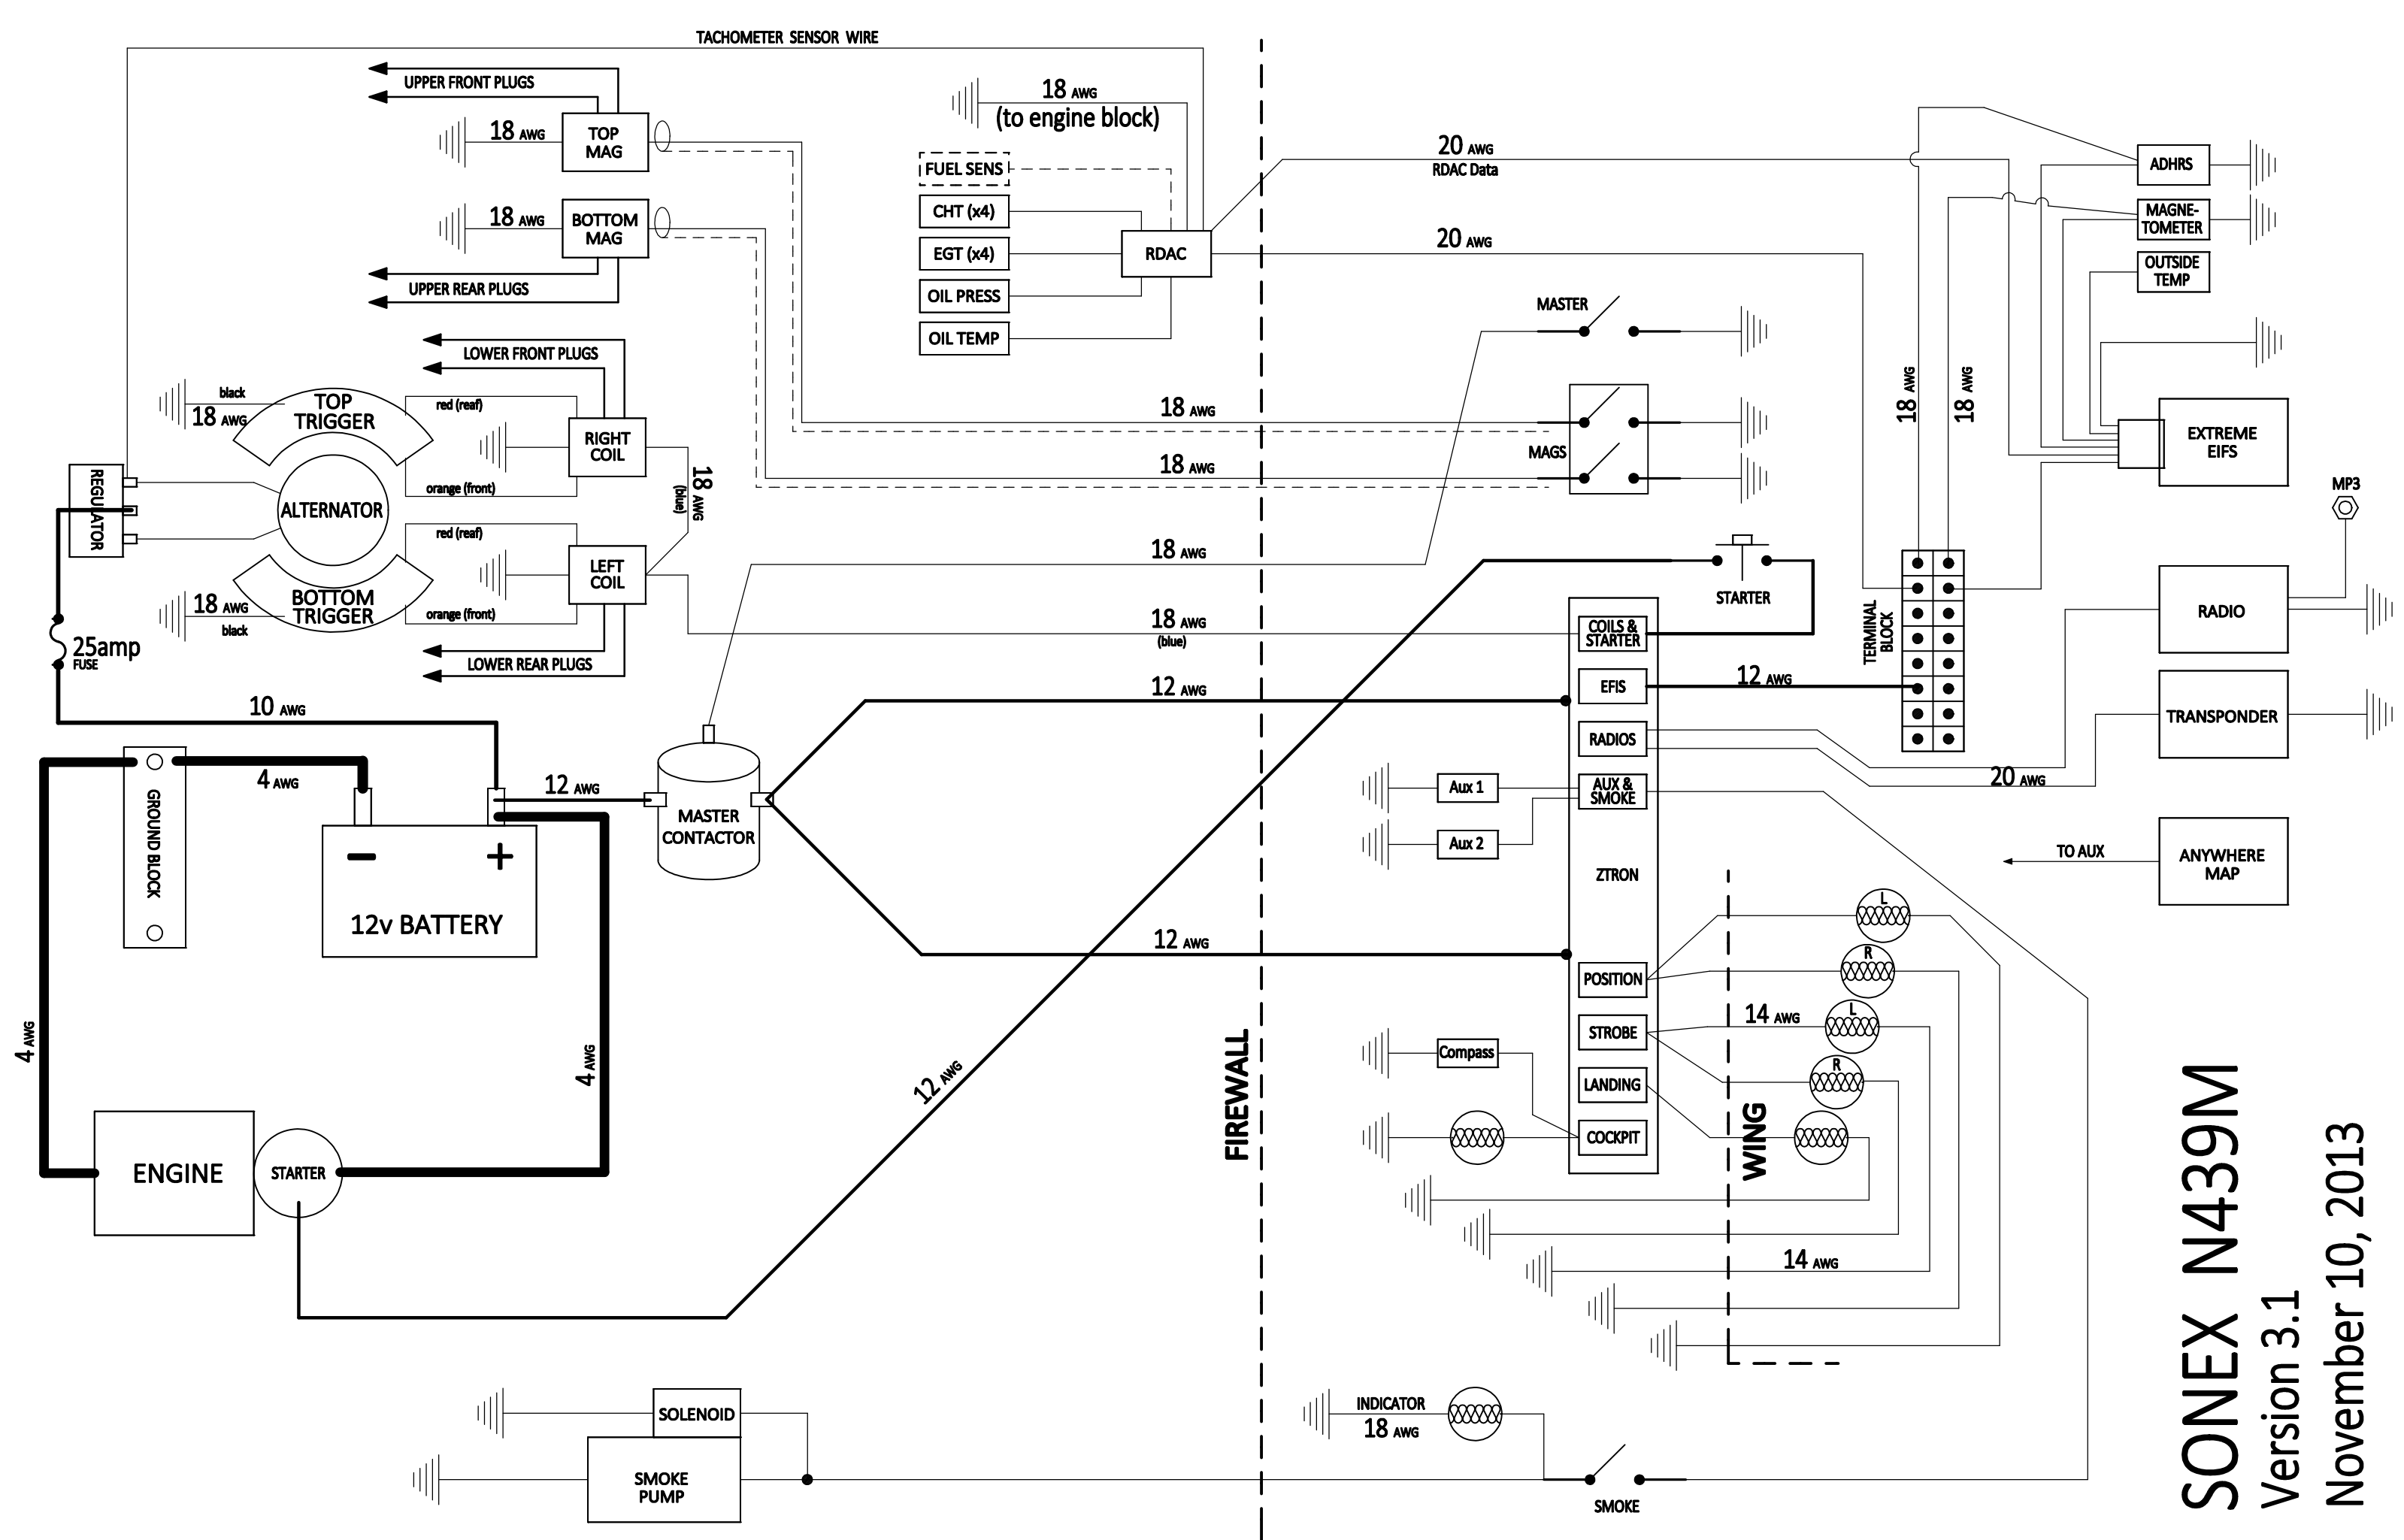 TACHOMETER SENSOR WIRE
UPPER FRONT PLUGS
18 AWG
TOP
MAG
18 AWG
BOTTOM
MAG
UPPER REAR PLUGS
18 AWG
(to engine block)
FUEL SENS
CHT (x4)
EGT (x4)
OIL PRESS
OIL TEMP
RDAC
20 AWG
RDAC Data
20 AWG
ADHRS
MAGNE-
TOMETER
OUTSIDE
TEMP
MASTER
LOWER FRONT PLUGS
black
18 AWG
TOP
TRIGGER
red (reaf)
RIGHT
COIL
orange (front)
18 AWG
(blue)
REGULATOR
ALTERNATOR
red (reaf)
LEFT
COIL
BOTTOM
TRIGGER
18 AWG
black
orange (front)
LOWER REAR PLUGS
25amp
FUSE
18 AWG
18 AWG
MAGS
18 AWG
18 AWG
EXTREME
EIFS
MP3
18 AWG
STARTER
18 AWG
(blue)
COILS &
STARTER
TERMINAL
BLOCK
RADIO
EFIS
12 AWG
12 AWG
RADIOS
TRANSPONDER
20 AWG
10 AWG
4 AWG
GROUND BLOCK
12 AWG
MASTER
CONTACTOR
– +
12v BATTERY
Aux 1
AUX &
SMOKE
Aux 2
ZTRON
TO AUX
ANYWHERE
MAP
L
R
12 AWG
POSITION
L
14 AWG
STROBE
R
Compass
LANDING
COCKPIT
FIREWALL
WING
4 AWG
4 AWG
12 AWG
ENGINE
STARTER
14 AWG
SOLENOID
SMOKE
PUMP
INDICATOR
18 AWG
SMOKE
SONEX N439M
Version 3.1
November 10, 2013